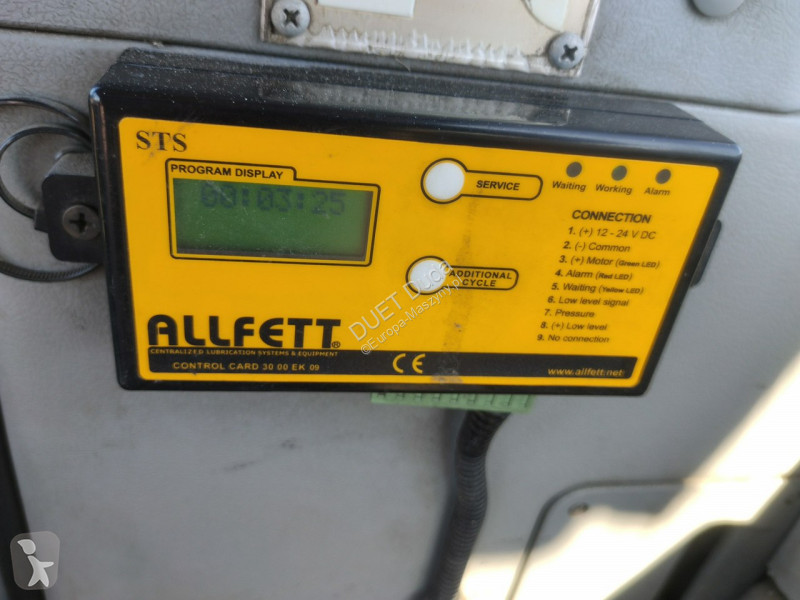 STS
PROGRAM DISPLAY
00:03:25
SERVICE
ADDITIONAL
CYCLE
Waiting Working Alarm
CONNECTION
1. (+) 12 - 24 V DC
2. (-) Common
3. (+) Motor (Green LED)
4. Alarm (Red LED)
5. Waiting (Yellow LED)
6. Low level signal
7. Pressure
8. (+) Low level
9. No connection
ALLFETT®
CENTRALIZED LUBRICATION SYSTEMS & EQUIPMENT
CONTROL CARD 30 00 EK 09
CE
www.allfett.net
DUET Duda
©Europa-Maszyny.pl